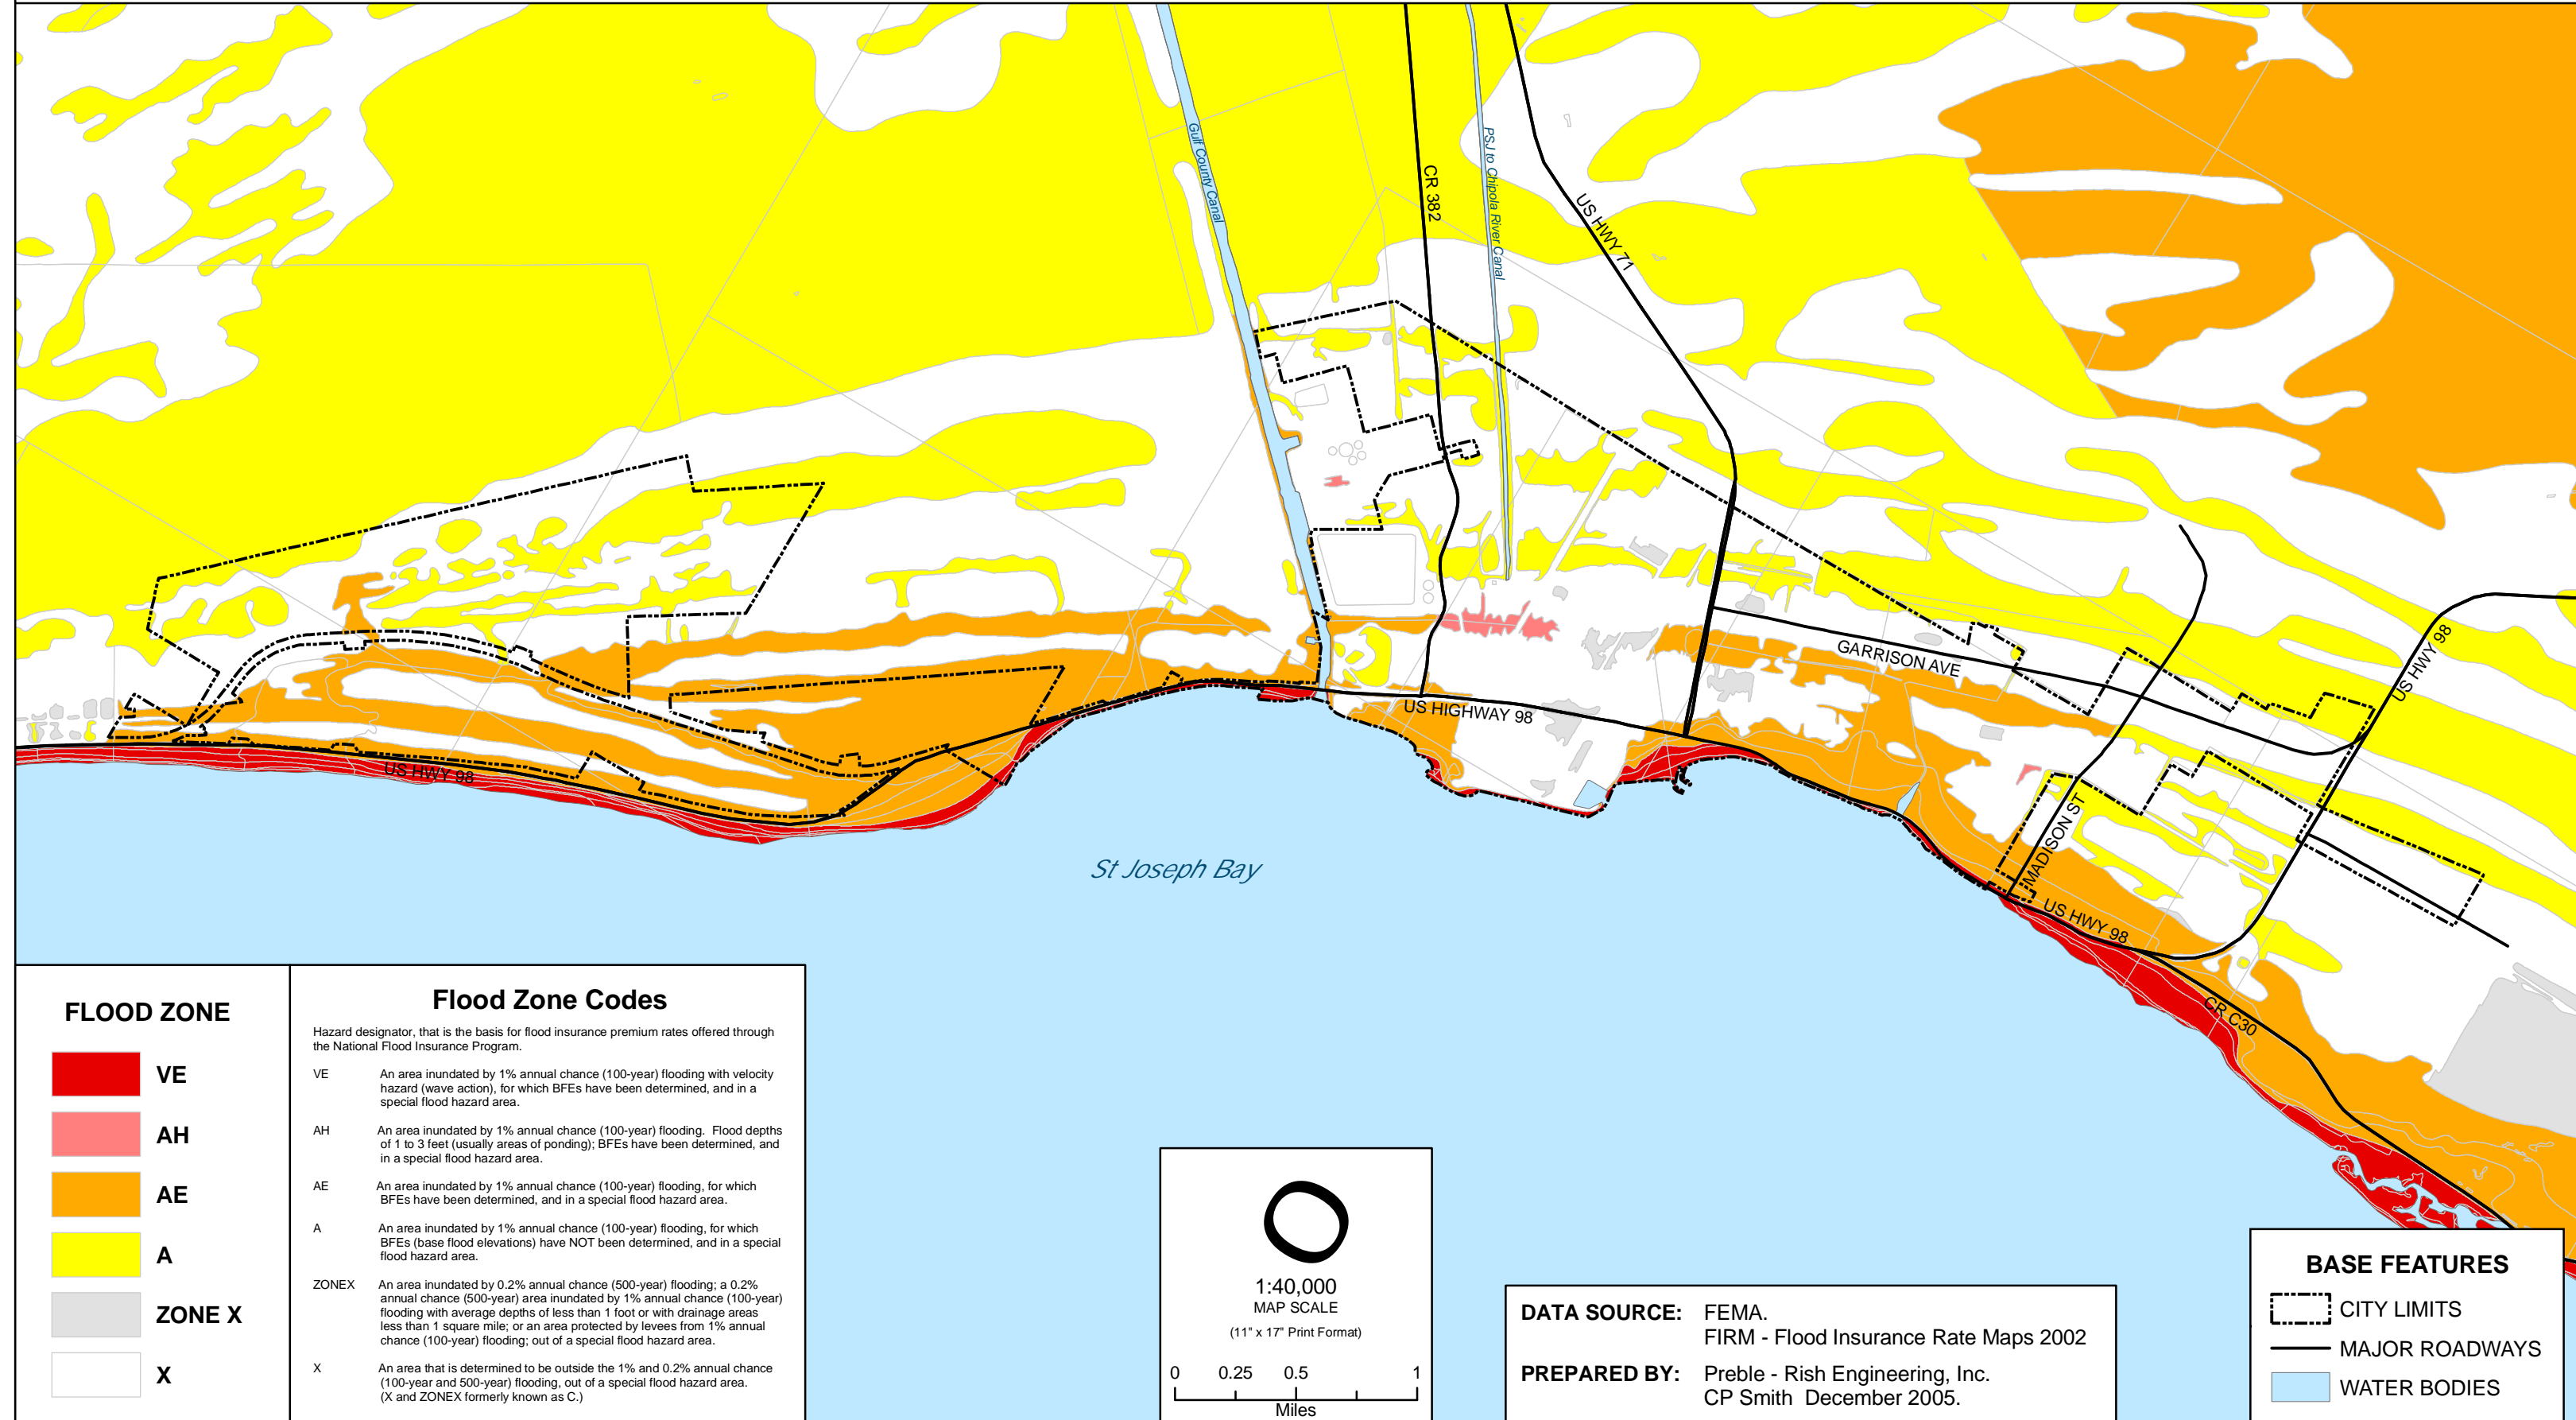 Gulf County Canal
CR 382
PSJ to Chipola River Canal
US HWY 71
GARRISON AVE
US HWY 98
US HIGHWAY 98
US HWY 98
MADISON ST
St Joseph Bay
US HWY 98
CR C30
FLOOD ZONE
VE
AH
AE
A
ZONE X
X
Flood Zone Codes
Hazard designator, that is the basis for flood insurance premium rates offered through
the National Flood Insurance Program.
VE An area inundated by 1% annual chance (100-year) flooding with velocity
hazard (wave action), for which BFEs have been determined, and in a
special flood hazard area.
AH An area inundated by 1% annual chance (100-year) flooding. Flood depths
of 1 to 3 feet (usually areas of ponding); BFEs have been determined, and
in a special flood hazard area.
AE An area inundated by 1% annual chance (100-year) flooding, for which
BFEs have been determined, and in a special flood hazard area.
A An area inundated by 1% annual chance (100-year) flooding, for which
BFEs (base flood elevations) have NOT been determined, and in a special
flood hazard area.
ZONEX An area inundated by 0.2% annual chance (500-year) flooding; a 0.2%
annual chance (500-year) area inundated by 1% annual chance (100-year)
flooding with average depths of less than 1 foot or with drainage areas
less than 1 square mile; or an area protected by levees from 1% annual
chance (100-year) flooding; out of a special flood hazard area.
X An area that is determined to be outside the 1% and 0.2% annual chance
(100-year and 500-year) flooding, out of a special flood hazard area.
(X and ZONEX formerly known as C.)
1:40,000
MAP SCALE
(11" x 17" Print Format)
0 0.25 0.5 1
Miles
DATA SOURCE: FEMA.
FIRM - Flood Insurance Rate Maps 2002
PREPARED BY: Preble - Rish Engineering, Inc.
CP Smith December 2005.
BASE FEATURES
CITY LIMITS
MAJOR ROADWAYS
WATER BODIES